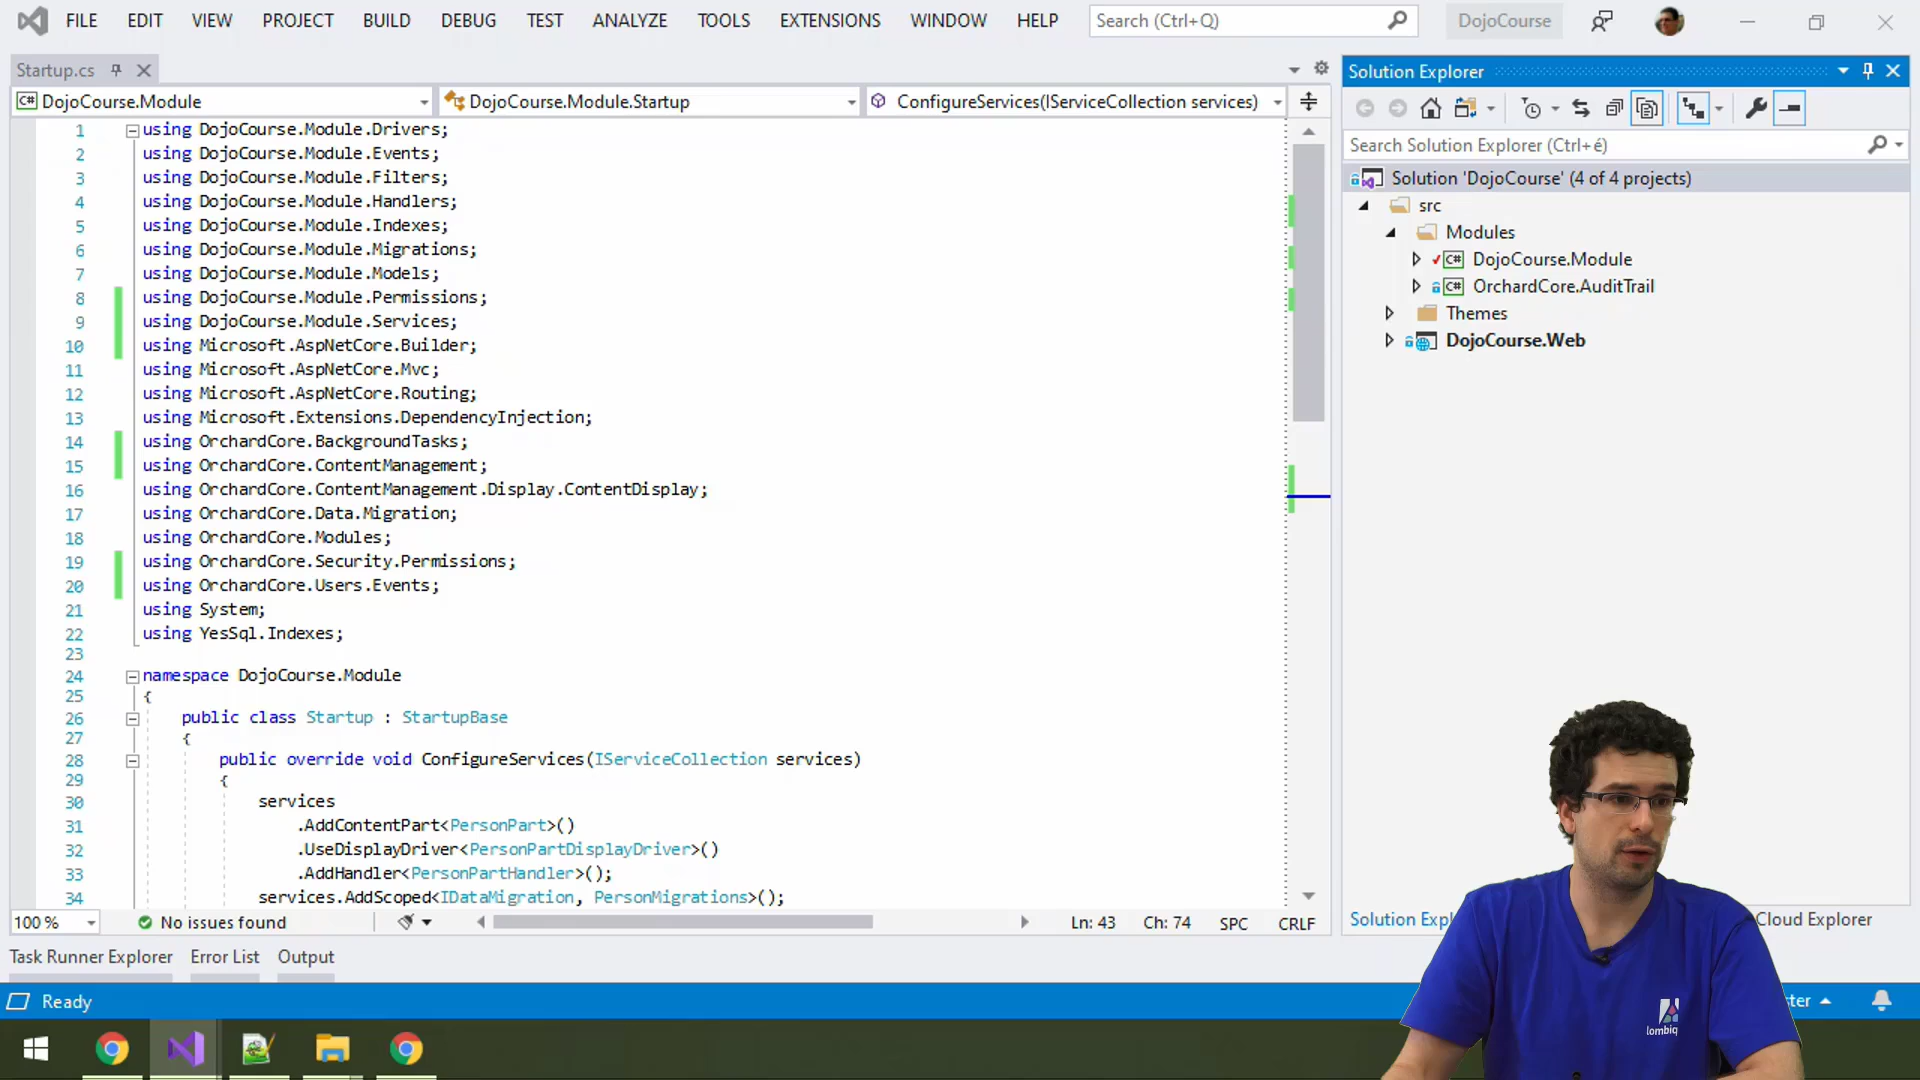 FILE EDIT VIEW PROJECT BUILD DEBUG TEST ANALYZE TOOLS EXTENSIONS WINDOW HELP Search (Ctrl+Q) DojoCourse
Startup.cs
DojoCourse.Module DojoCourse.Module.Startup ConfigureServices(IServiceCollection services)
1 using DojoCourse.Module.Drivers;
2 using DojoCourse.Module.Events;
3 using DojoCourse.Module.Filters;
4 using DojoCourse.Module.Handlers;
5 using DojoCourse.Module.Indexes;
6 using DojoCourse.Module.Migrations;
7 using DojoCourse.Module.Models;
8 using DojoCourse.Module.Permissions;
9 using DojoCourse.Module.Services;
10 using Microsoft.AspNetCore.Builder;
11 using Microsoft.AspNetCore.Mvc;
12 using Microsoft.AspNetCore.Routing;
13 using Microsoft.Extensions.DependencyInjection;
14 using OrchardCore.BackgroundTasks;
15 using OrchardCore.ContentManagement;
16 using OrchardCore.ContentManagement.Display.ContentDisplay;
17 using OrchardCore.Data.Migration;
18 using OrchardCore.Modules;
19 using OrchardCore.Security.Permissions;
20 using OrchardCore.Users.Events;
21 using System;
22 using YesSql.Indexes;
23
24 namespace DojoCourse.Module
25 {
26 public class Startup : StartupBase
27 {
28 public override void ConfigureServices(IServiceCollection services)
29 {
30 services
31 .AddContentPart<PersonPart>()
32 .UseDisplayDriver<PersonPartDisplayDriver>()
33 .AddHandler<PersonPartHandler>();
34 services.AddScoped<IDataMigration, PersonMigrations>();
100 % No issues found Ln: 43 Ch: 74 SPC CRLF
Task Runner Explorer Error List Output
Ready
Solution Explorer
Search Solution Explorer (Ctrl+é)
Solution 'DojoCourse' (4 of 4 projects)
src
Modules
DojoCourse.Module
OrchardCore.AuditTrail
Themes
DojoCourse.Web
Solution Cloud Explorer
lombiq